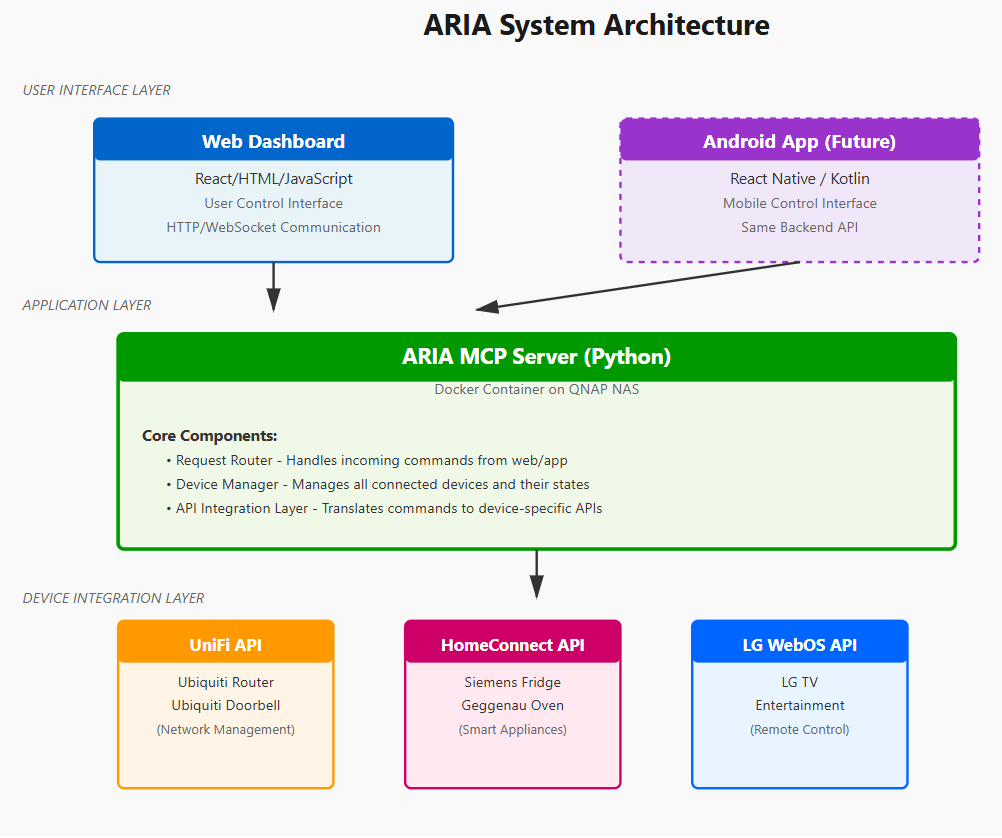 ARIA System Architecture
USER INTERFACE LAYER
Web Dashboard
React/HTML/JavaScript
User Control Interface
HTTP/WebSocket Communication
Android App (Future)
React Native / Kotlin
Mobile Control Interface
Same Backend API
APPLICATION LAYER
ARIA MCP Server (Python)
Docker Container on QNAP NAS
Core Components:
• Request Router - Handles incoming commands from web/app
• Device Manager - Manages all connected devices and their states
• API Integration Layer - Translates commands to device-specific APIs
DEVICE INTEGRATION LAYER
UniFi API
Ubiquiti Router
Ubiquiti Doorbell
(Network Management)
HomeConnect API
Siemens Fridge
Geggenau Oven
(Smart Appliances)
LG WebOS API
LG TV
Entertainment
(Remote Control)